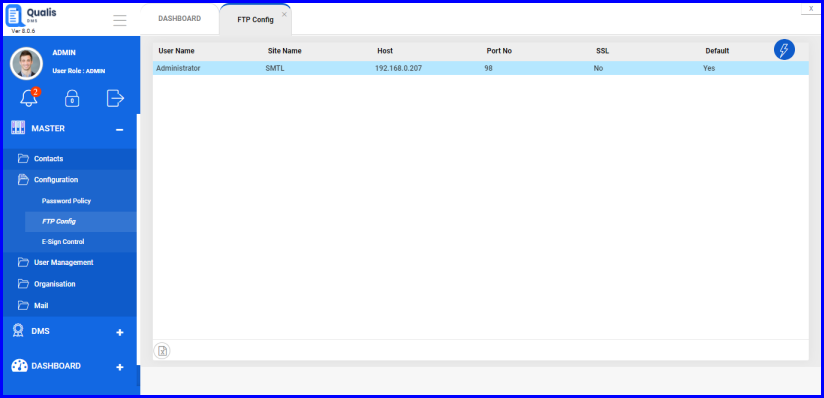 Qualis
DMS
Ver 8.0.6
DASHBOARD
FTP Config
X
ADMIN
User Role : ADMIN
2
MASTER
Contacts
Configuration
Password Policy
FTP Config
E-Sign Control
User Management
Organisation
Mail
DMS
DASHBOARD
User Name Site Name Host Port No SSL Default
Administrator SMTL 192.168.0.207 98 No Yes